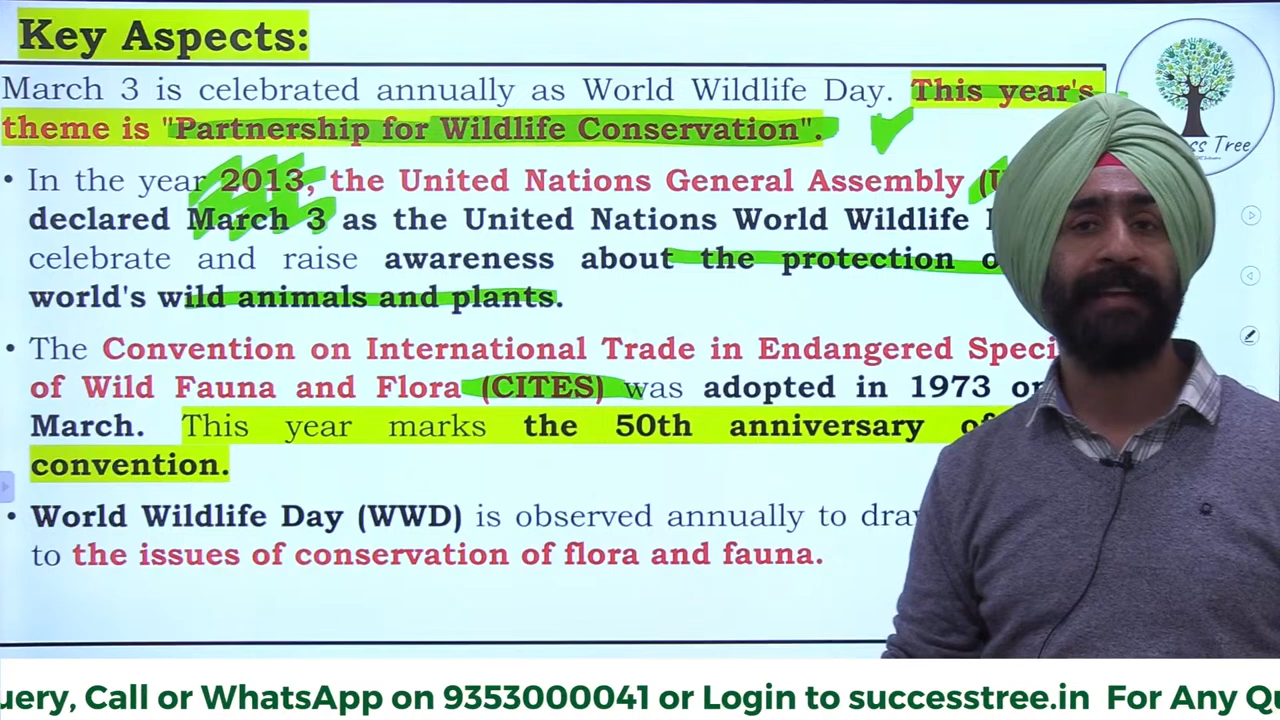 Key Aspects:
March 3 is celebrated annually as World Wildlife Day. This year's
theme is "Partnership for Wildlife Conservation".
• In the year 2013, the United Nations General Assembly
declared March 3 as the United Nations World Wildlife
celebrate and raise awareness about the protection
world's wild animals and plants.
• The Convention on International Trade in Endangered
of Wild Fauna and Flora (CITES) was adopted in 1973
March. This year marks the 50th anniversary
convention.
• World Wildlife Day (WWD) is observed annually to
to the issues of conservation of flora and fauna.
Tree
Call or WhatsApp on 9353000041 or Login to successtree.in For Any